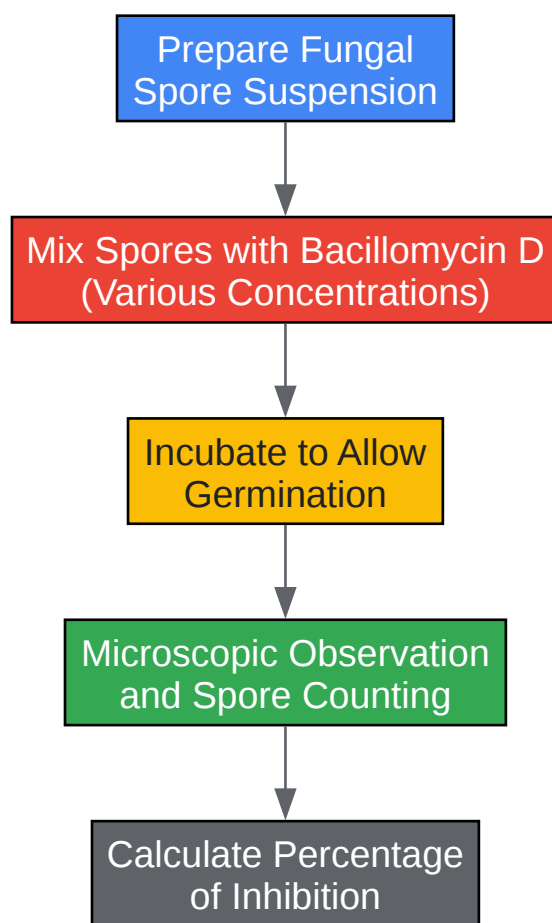 Prepare Fungal
Spore Suspension
Mix Spores with Bacillomycin D
(Various Concentrations)
Incubate to Allow
Germination
Microscopic Observation
and Spore Counting
Calculate Percentage
of Inhibition